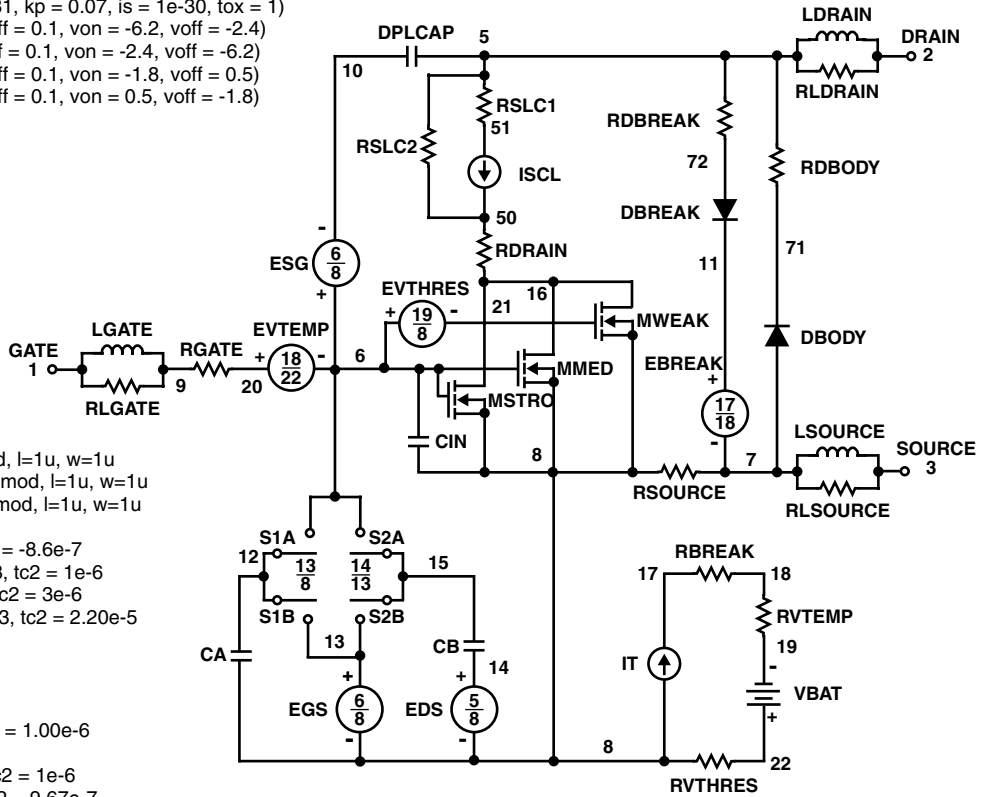 31, kp = 0.07, is = 1e-30, tox = 1)
ff = 0.1, von = -6.2, voff = -2.4)
f = 0.1, von = -2.4, voff = -6.2)
ff = 0.1, von = -1.8, voff = 0.5)
ff = 0.1, von = 0.5, voff = -1.8)
DPLCAP
5
10
LDRAIN
DRAIN
2
RLDRAIN
RSLC1
51
RSLC2
ISCL
50
RDRAIN
RDBREAK
72
DBREAK
11
RDBODY
71
DBODY
-
ESG
6
8
+
EVTHRES
+
19
8
-
16
21
MWEAK
MMED
MSTRO
EBREAK
+
17
18
-
LGATE
GATE
1
RLGATE
9
RGATE
20
EVTEMP
+
18
22
-
6
CIN
8
RSOURCE
7
LSOURCE
SOURCE
3
RLSOURCE
d, l=1u, w=1u
mod, l=1u, w=1u
mod, l=1u, w=1u
= -8.6e-7
3, tc2 = 1e-6
c2 = 3e-6
3, tc2 = 2.20e-5
= 1.00e-6
c2 = 1e-6
S1A
S2A
12
13
8
14
13
15
S1B
S2B
13
CA
CB
14
+
EGS
6
8
-
+
EDS
5
8
-
RBREAK
17
18
RVTEMP
19
IT
-
VBAT
+
8
22
RVTHRES